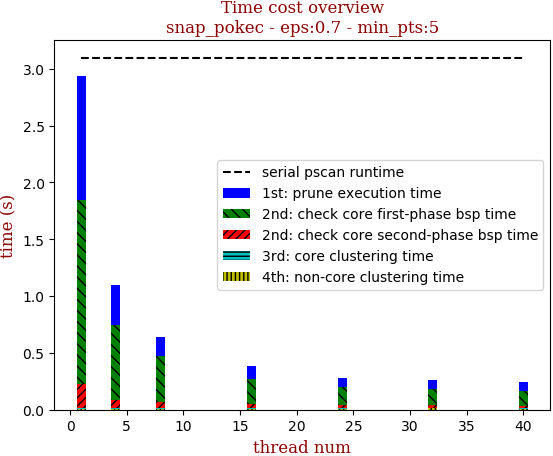 Time cost overview
snap_pokec - eps:0.7 - min_pts:5
time (s)
3.0
2.5
2.0
1.5
1.0
0.5
0.0
serial pscan runtime
1st: prune execution time
2nd: check core first-phase bsp time
2nd: check core second-phase bsp time
3rd: core clustering time
4th: non-core clustering time
0 5 10 15 20 25 30 35 40
thread num